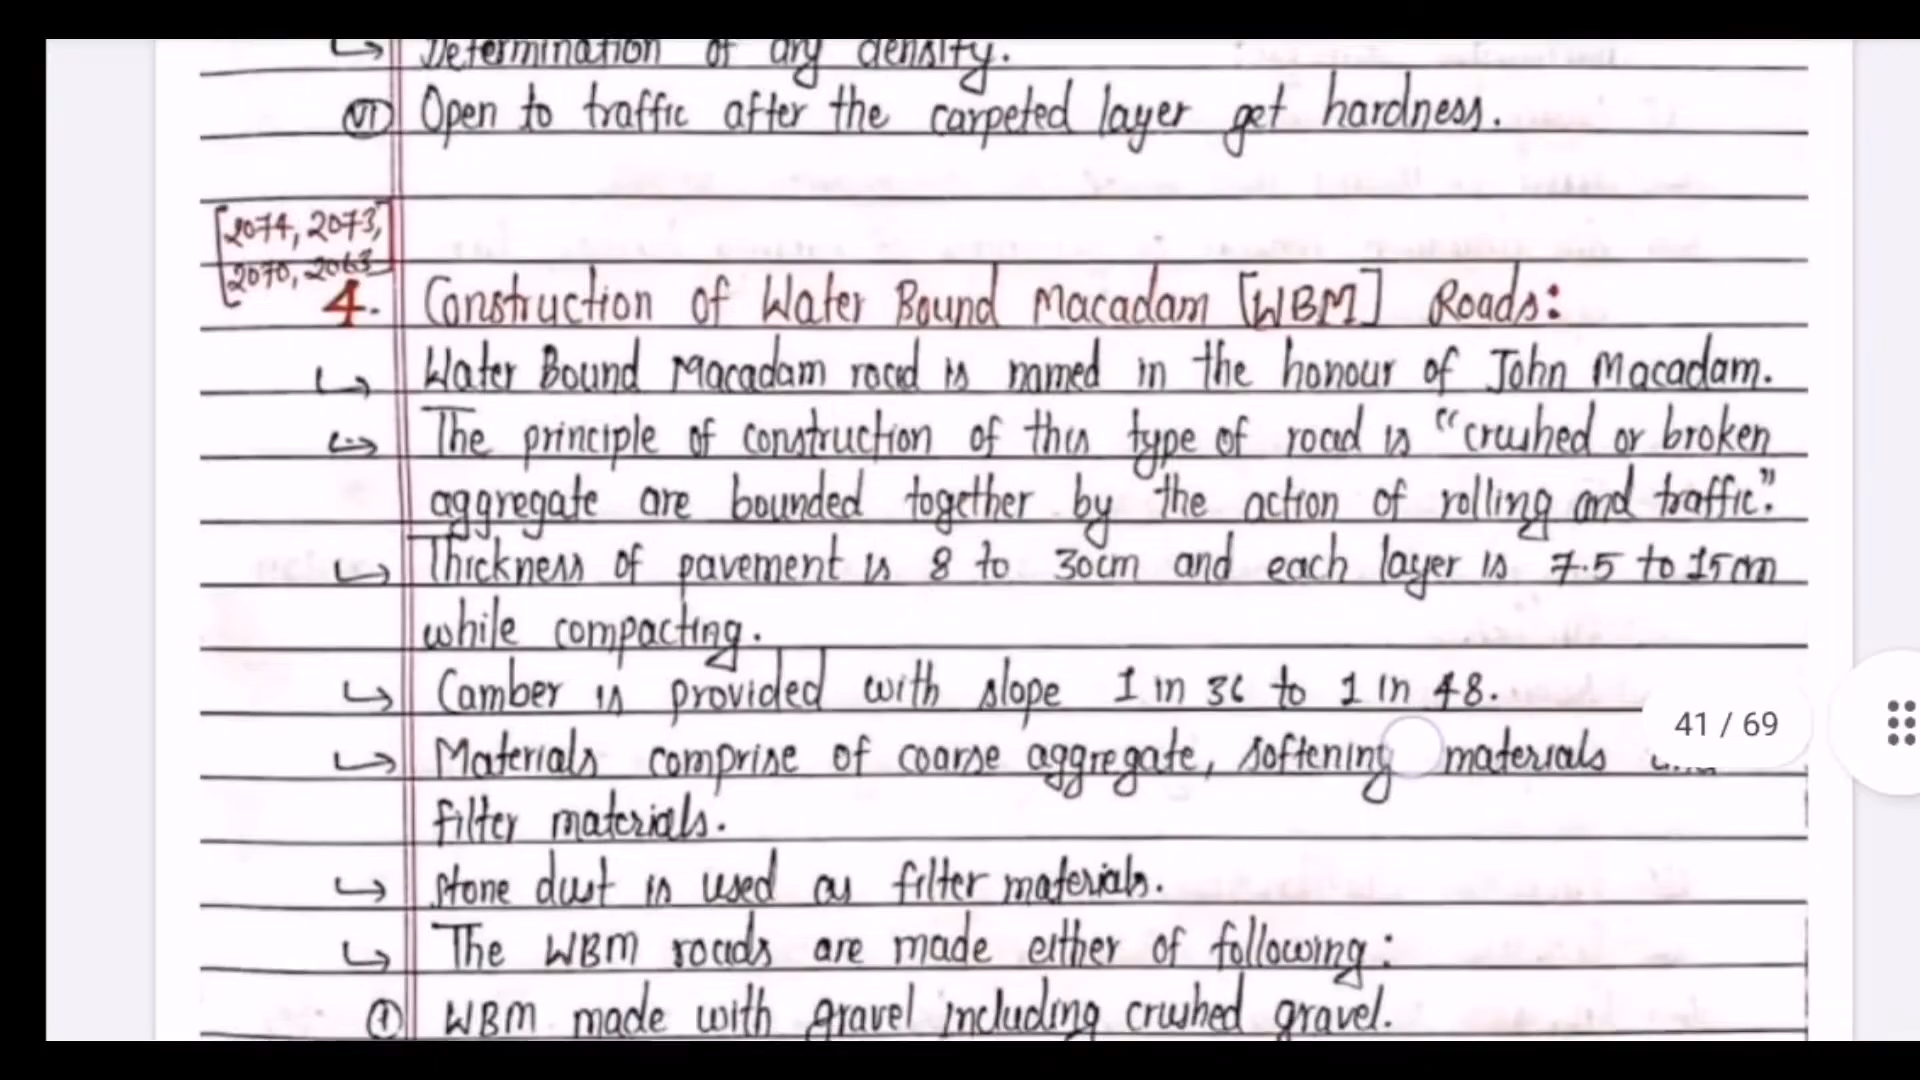 ↳ Determination of dry density.
(VI) Open to traffic after the carpeted layer get hardness.
[2074, 2073,
2070, 2063]
4. Construction of Water Bound Macadam [WBM] Roads:
↳ Water Bound Macadam road is named in the honour of John Macadam.
↳ The principle of construction of this type of road is "crushed or broken
aggregate are bounded together by the action of rolling and traffic".
↳ Thickness of pavement is 8 to 30cm and each layer is 7.5 to 15cm
while compacting.
↳ Camber is provided with slope 1 in 36 to 1 in 48.
41 / 69
↳ Materials comprise of coarse aggregate, softening materials
filter materials.
↳ Stone dust is used as filter materials.
↳ The WBM roads are made either of following:
(I) WBM made with gravel including crushed gravel.